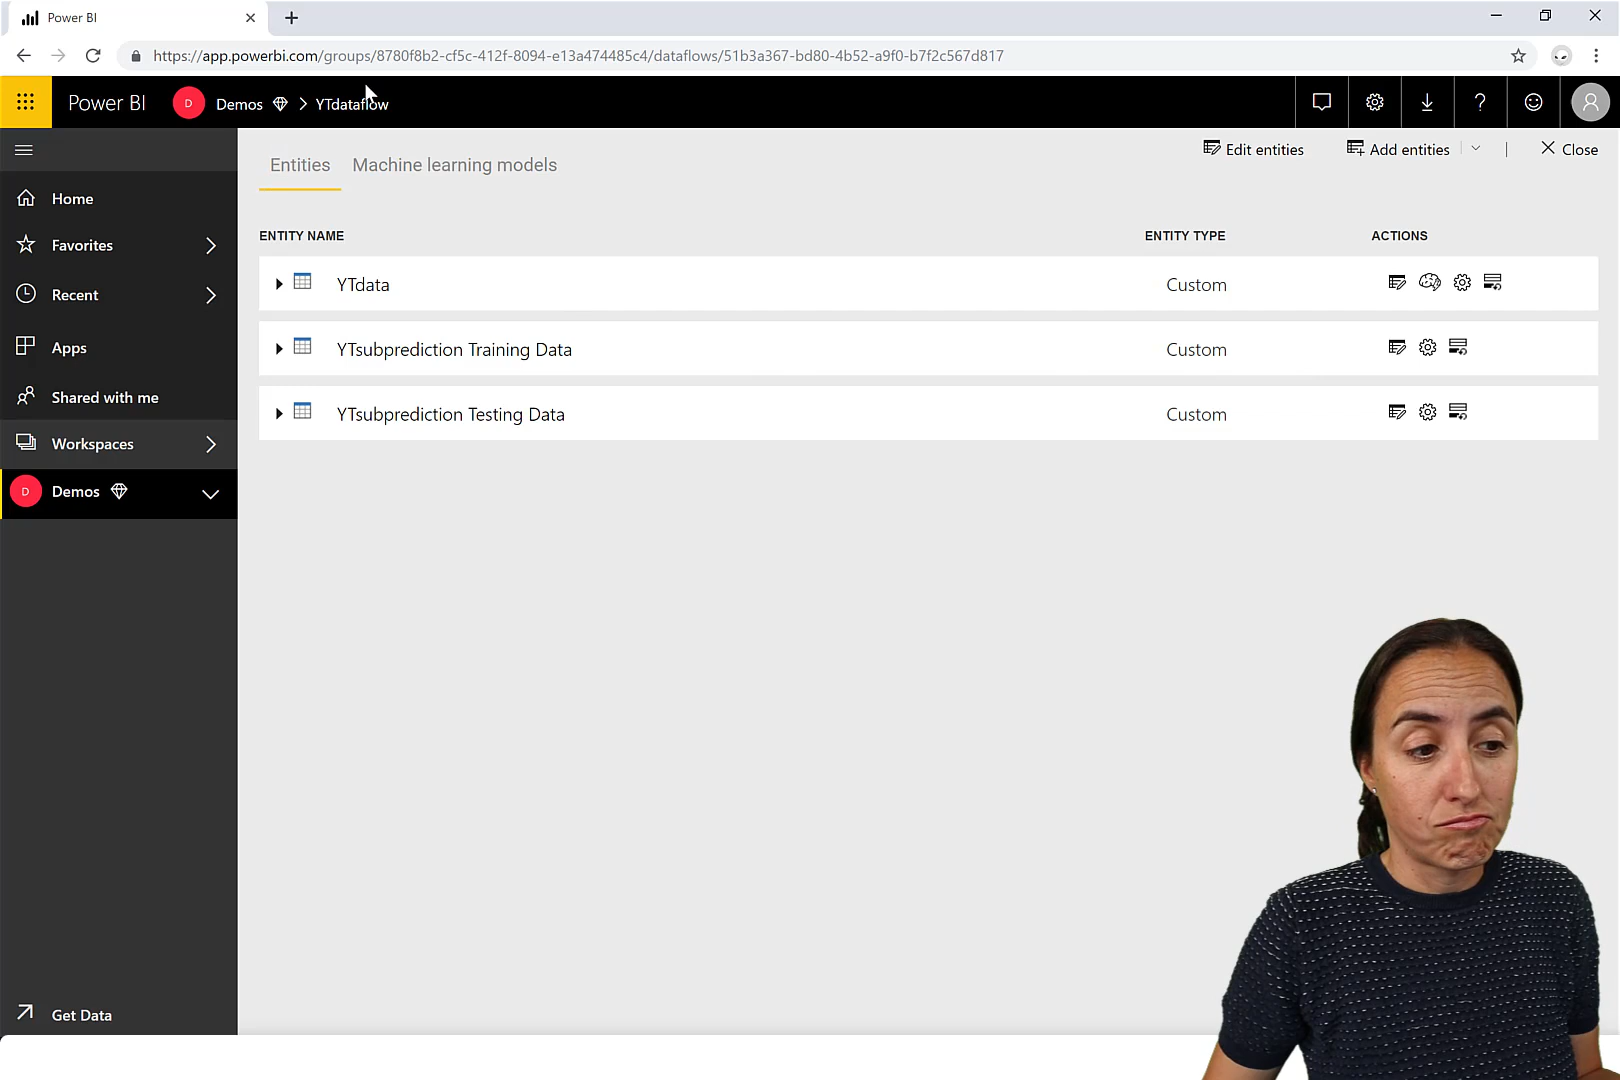 Power BI
https://app.powerbi.com/groups/8780f8b2-cf5c-412f-8094-e13a474485c4/dataflows/51b3a367-bd80-4b52-a9f0-b7f2c567d817
Power BI D Demos > YTdataflow ?
Edit entities Add entities | Close
Entities Machine learning models
Home
Favorites
Recent
Apps
Shared with me
Workspaces
D Demos
Get Data
ENTITY NAME ENTITY TYPE ACTIONS
YTdata Custom
YTsubprediction Training Data Custom
YTsubprediction Testing Data Custom